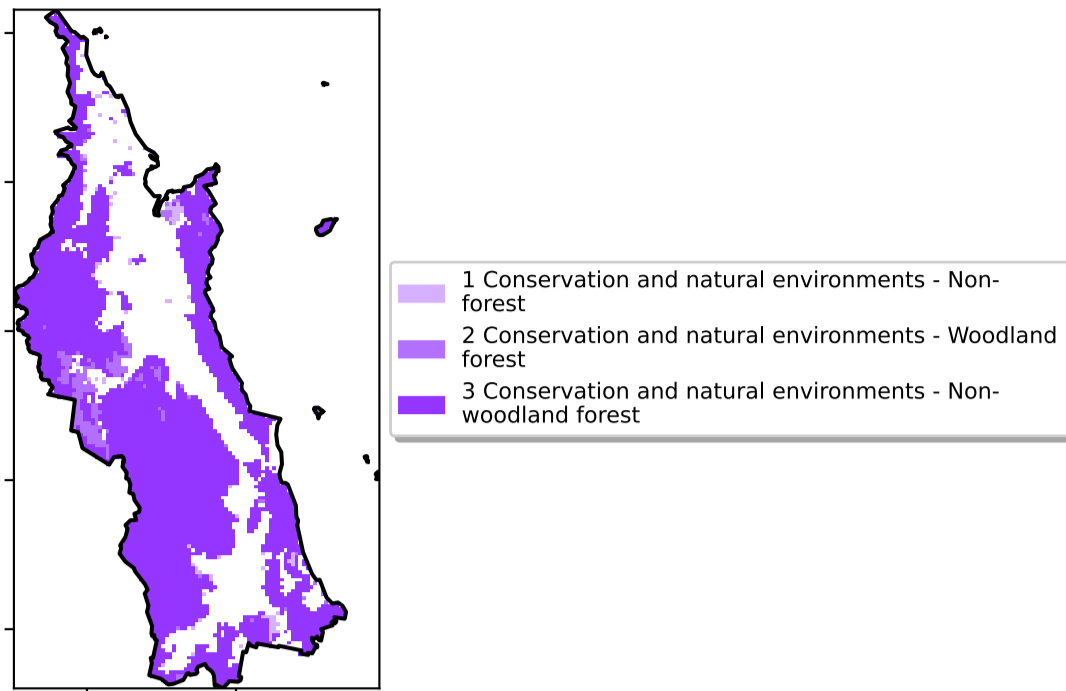 1 Conservation and natural environments - Non-
forest
2 Conservation and natural environments - Woodland
forest
3 Conservation and natural environments - Non-
woodland forest